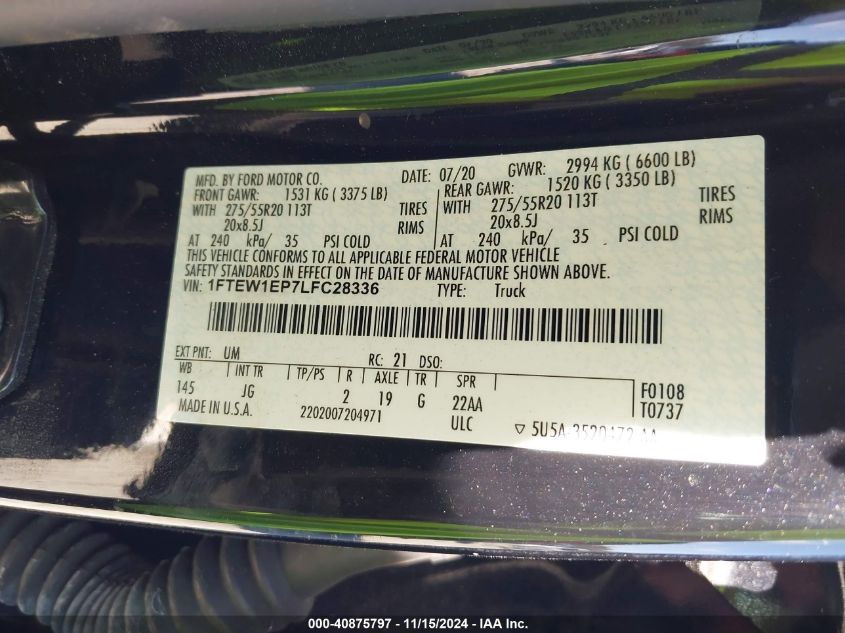 MFD. BY FORD MOTOR CO. DATE: 07/20 GVWR: 2994 KG ( 6600 LB)
FRONT GAWR: 1531 KG ( 3375 LB) REAR GAWR: 1520 KG ( 3350 LB)
WITH 275/55R20 113T TIRES WITH 275/55R20 113T TIRES
20x8.5J RIMS 20x8.5J RIMS
AT 240 kPa/ 35 PSI COLD AT 240 kPa/ 35 PSI COLD
THIS VEHICLE CONFORMS TO ALL APPLICABLE FEDERAL MOTOR VEHICLE
SAFETY STANDARDS IN EFFECT ON THE DATE OF MANUFACTURE SHOWN ABOVE.
VIN: 1FTEW1EP7LFC28336 TYPE: Truck
EXT PNT: UM RC: 21 DSO:
WB INT TR TP/PS R AXLE TR SPR
145 JG 2 19 G 22AA F0108
MADE IN U.S.A. 2202007204971 ULC T0737
▽ 5U5A-3520472-AA
000-40875797 - 11/15/2024 - IAA Inc.